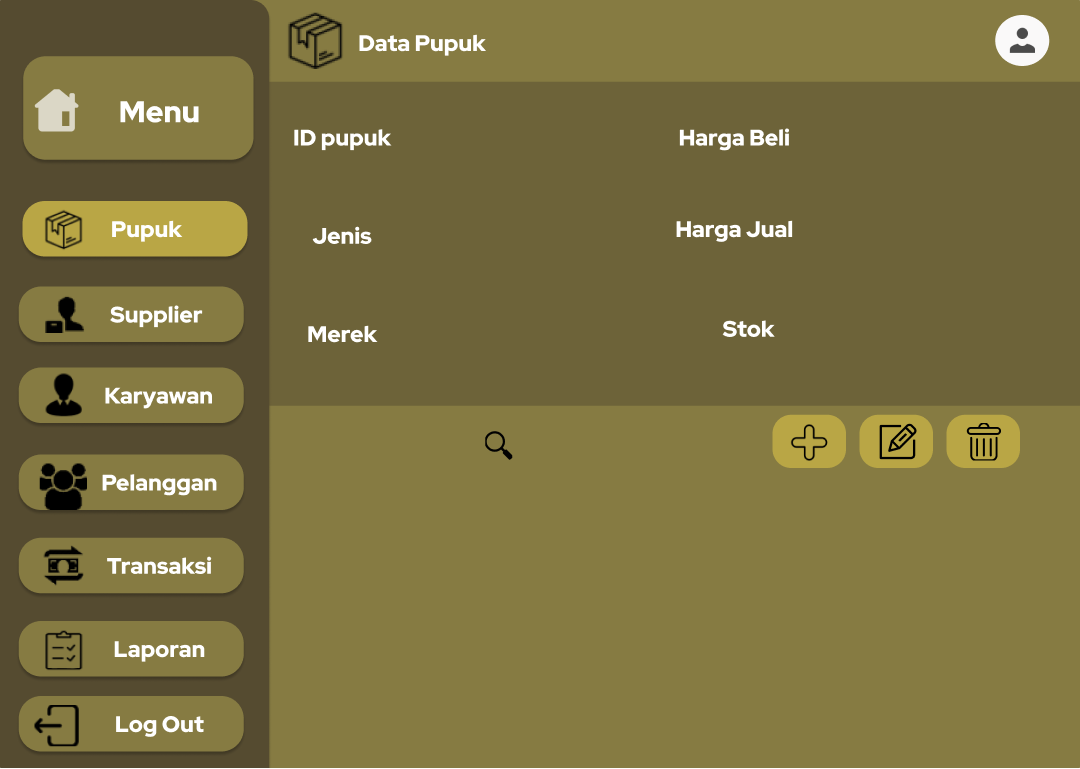 Menu
Pupuk
Supplier
Karyawan
Pelanggan
Transaksi
Laporan
Log Out
Data Pupuk
ID pupuk
Harga Beli
Jenis
Harga Jual
Merek
Stok